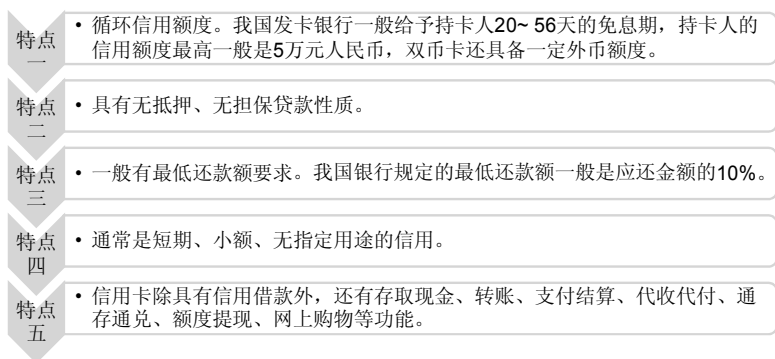 特点
一
• 循环信用额度。我国发卡银行一般给予持卡人20~ 56天的免息期，持卡人的
信用额度最高一般是5万元人民币，双币卡还具备一定外币额度。
特点
二
• 具有无抵押、无担保贷款性质。
特点
三
• 一般有最低还款额要求。我国银行规定的最低还款额一般是应还金额的10%。
特点
四
• 通常是短期、小额、无指定用途的信用。
特点
五
• 信用卡除具有信用借款外，还有存取现金、转账、支付结算、代收代付、通
存通兑、额度提现、网上购物等功能。